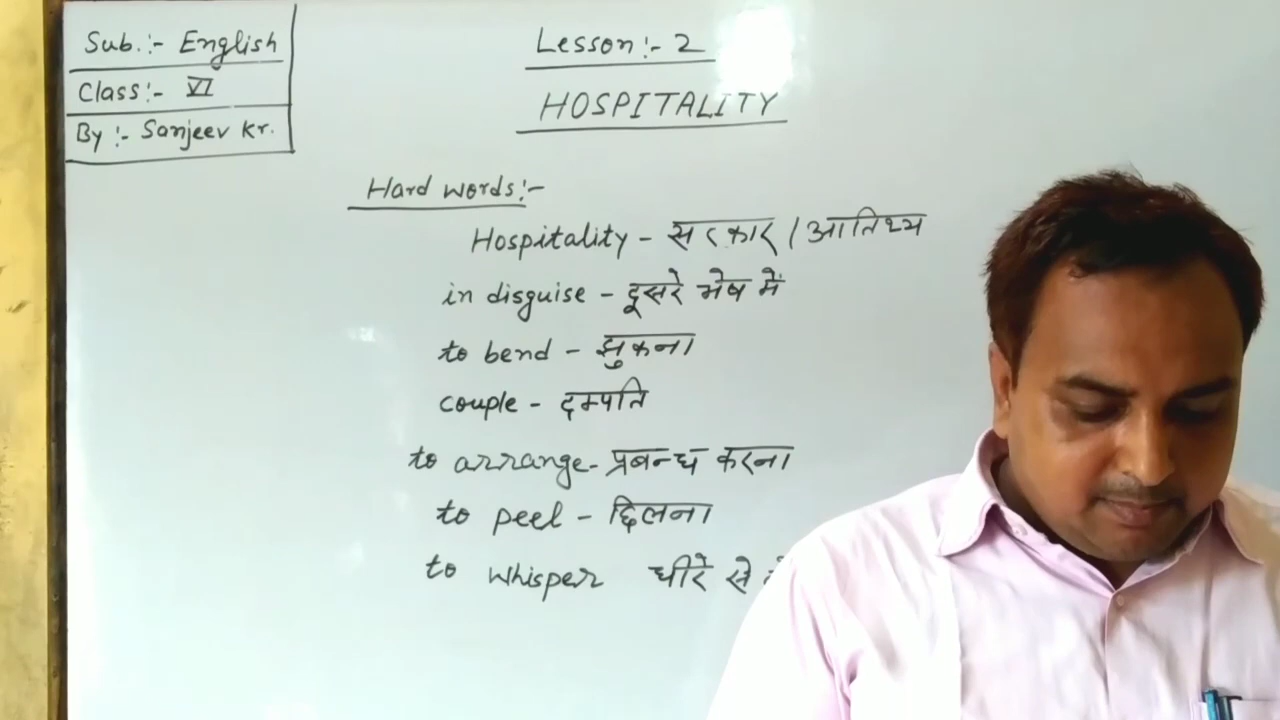 Sub.:- English
Class:- VI
By:- Sanjeev Kr.
Lesson:- 2
HOSPITALITY
Hard words:-
Hospitality - सत्कार / आतिथ्य
in disguise - दूसरे भेष में
to bend - झुकना
couple - दम्पति
to arrange - प्रबन्ध करना
to peel - छिलना
to whisper धीरे से